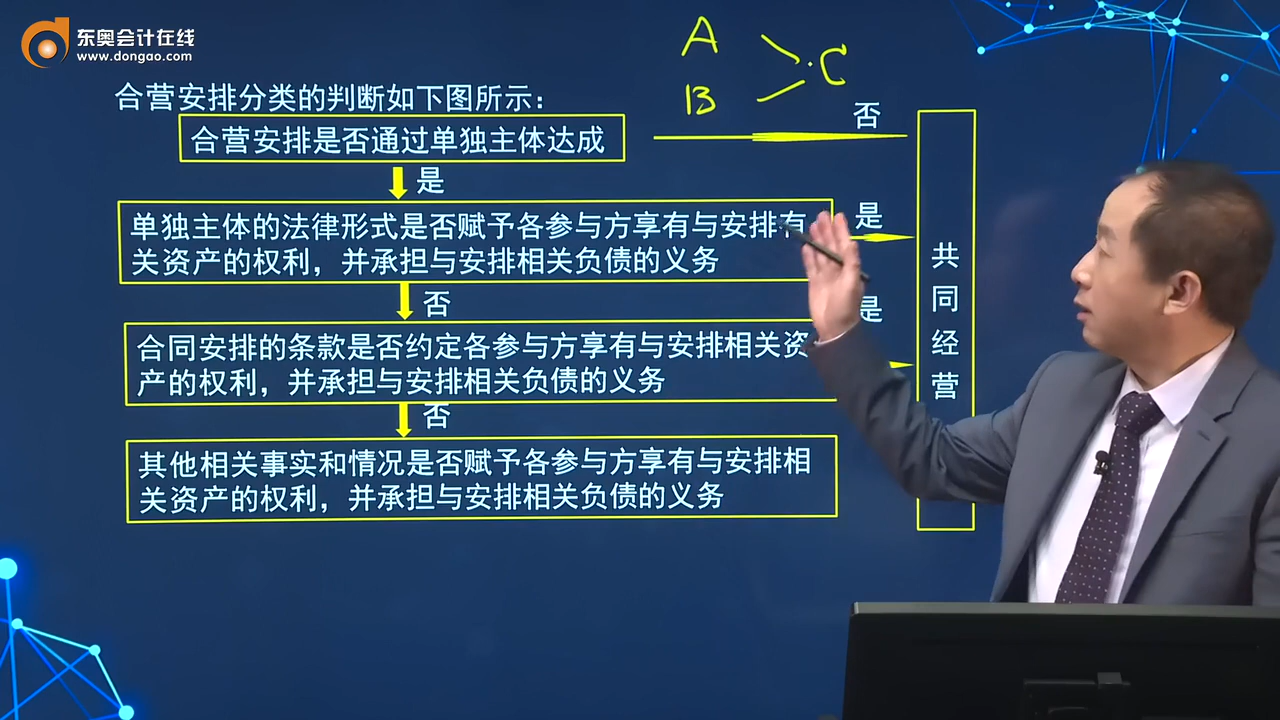 东奥会计在线
www.dongao.com
A
B
C
合营安排分类的判断如下图所示：
否
合营安排是否通过单独主体达成
是
单独主体的法律形式是否赋予各参与方享有与安排有
关资产的权利，并承担与安排相关负债的义务
是
否
合同安排的条款是否约定各参与方享有与安排相关资
产的权利，并承担与安排相关负债的义务
是
否
其他相关事实和情况是否赋予各参与方享有与安排相
关资产的权利，并承担与安排相关负债的义务
共
同
经
营